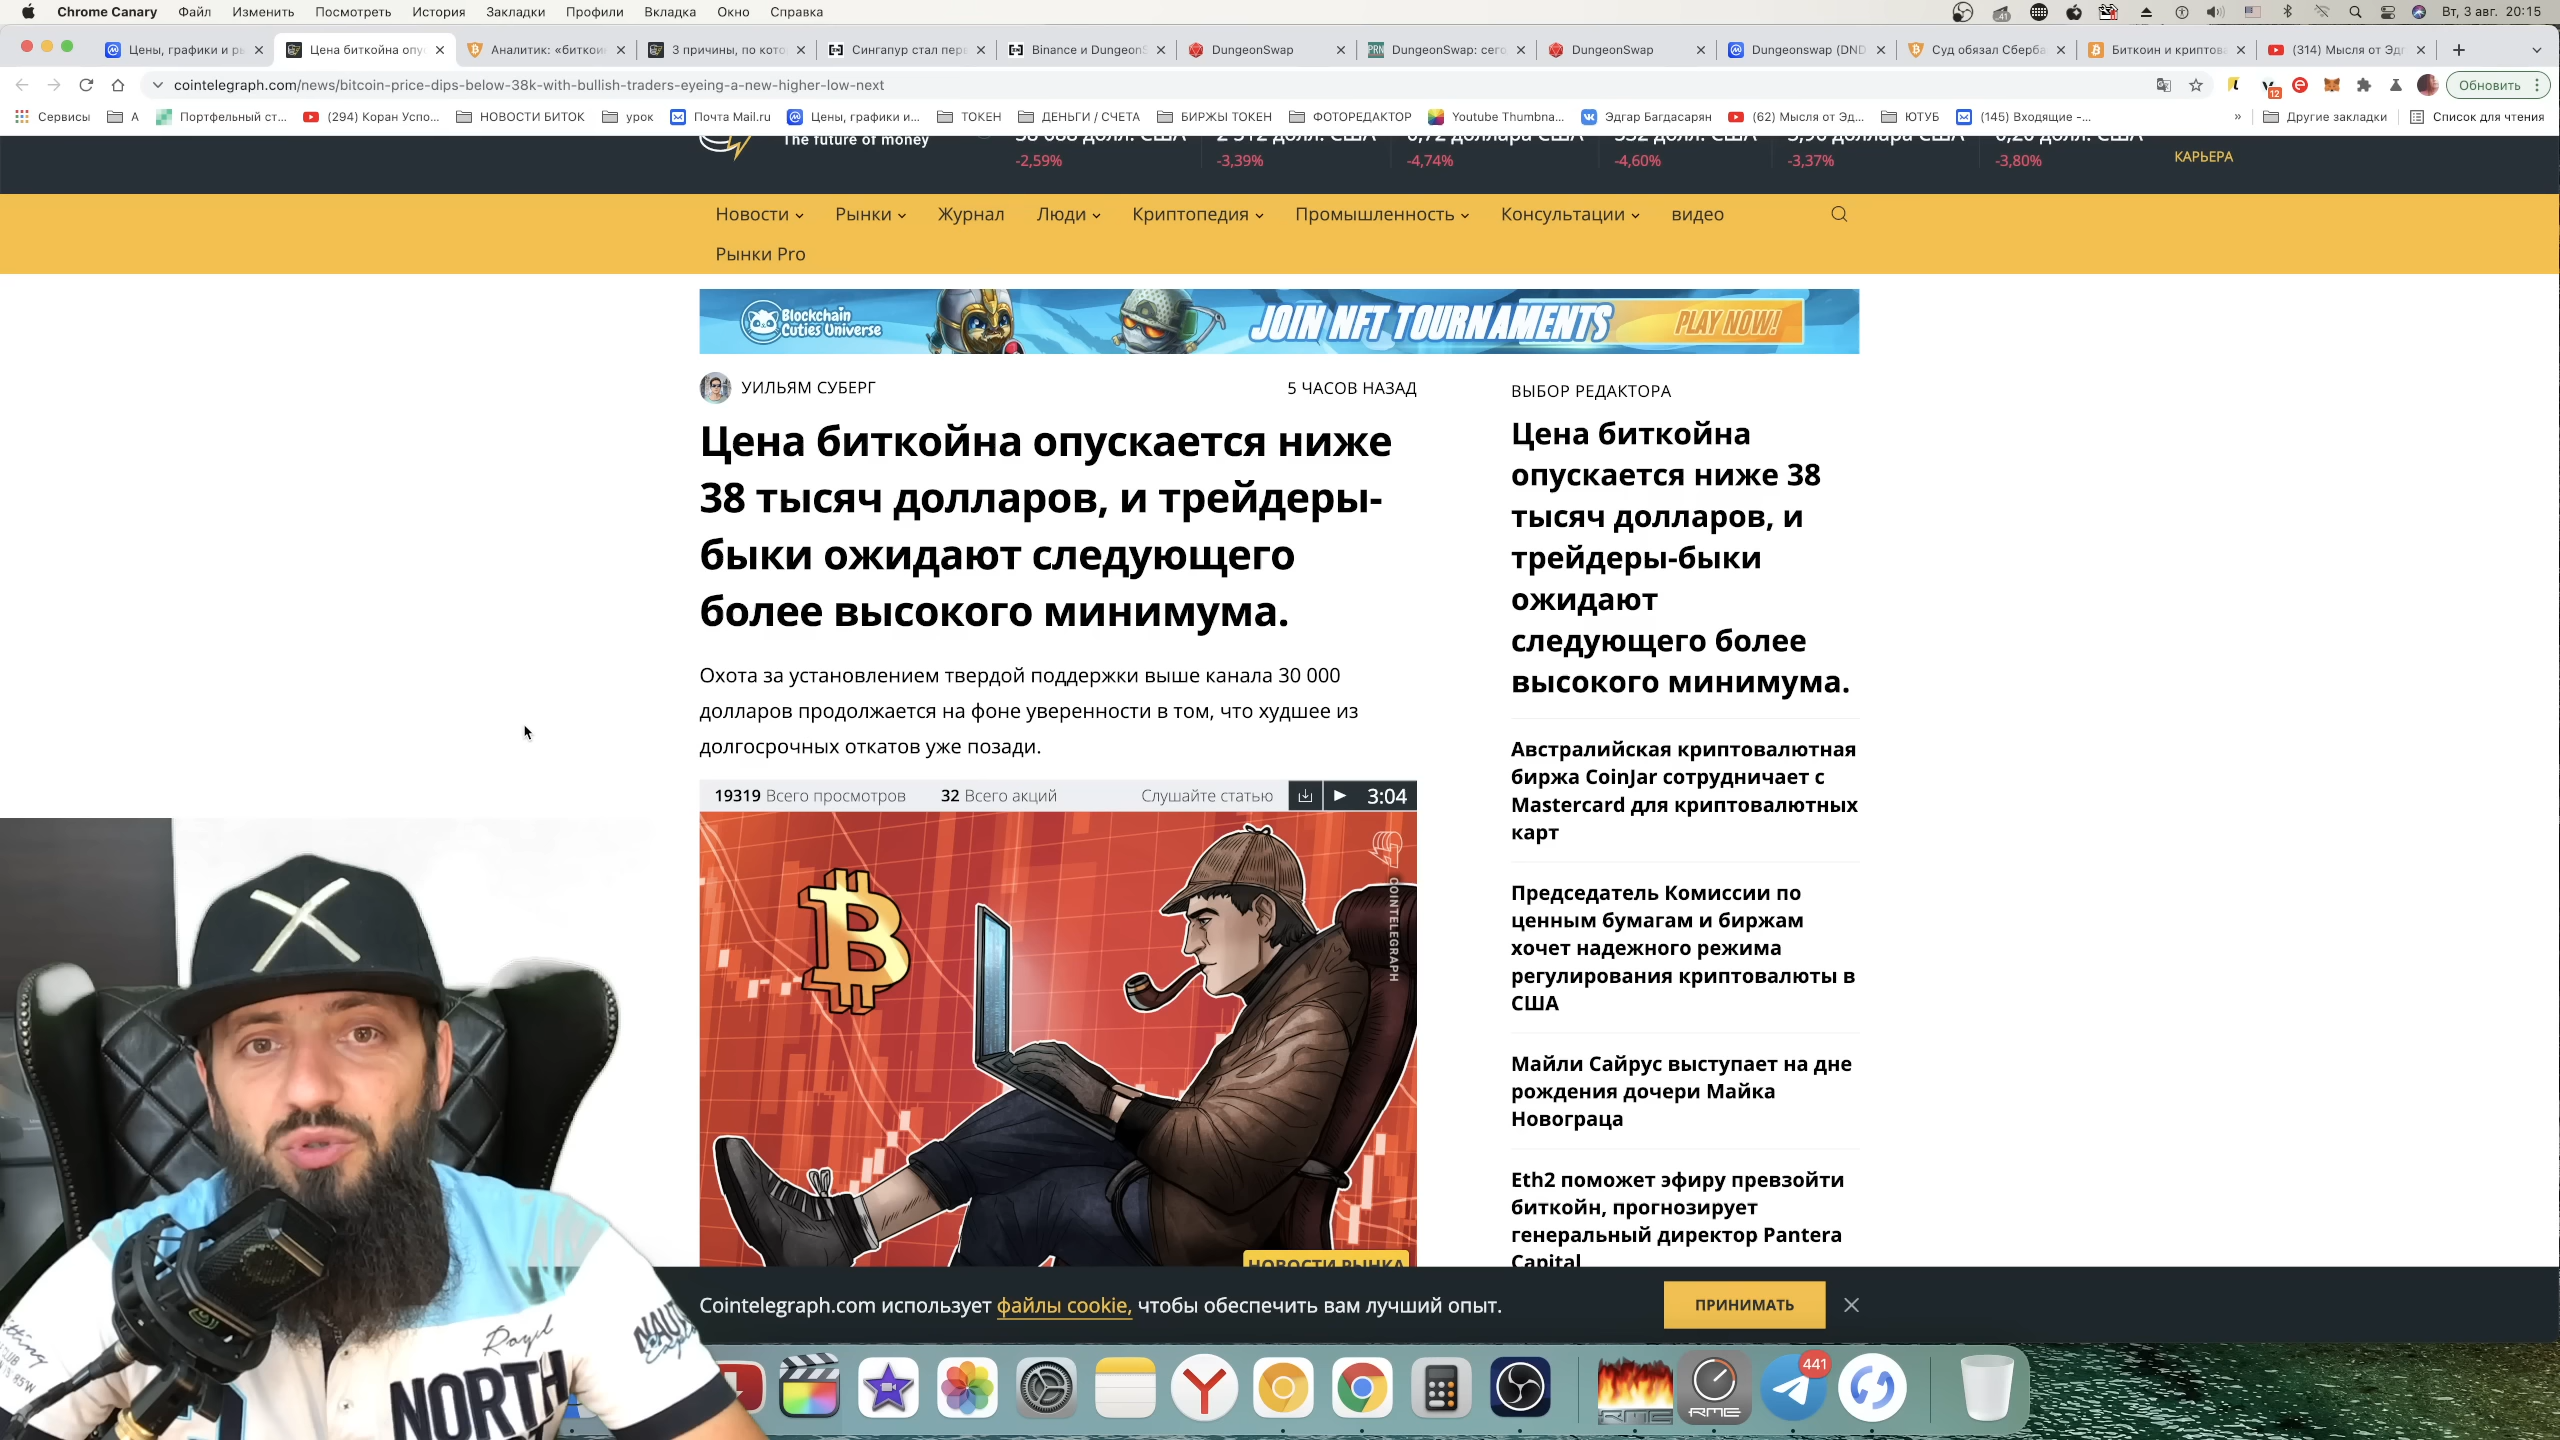 Chrome Canary Файл Изменить Посмотреть История Закладки Профили Вкладка Окно Справка
Вт, 3 авг. 20:15
Цены, графики и ры
Цена биткойна опу
Аналитик: «биткои
3 причины, по кото
Сингапур стал пер
Binance и DungeonS
DungeonSwap
DungeonSwap: сего
DungeonSwap
Dungeonswap (DND
Суд обязал Сберба
Биткоин и криптов
(314) Мысля от Эдг
cointelegraph.com/news/bitcoin-price-dips-below-38k-with-bullish-traders-eyeing-a-new-higher-low-next
12
Обновить
Сервисы А Портфельный ст... (294) Коран Успо... НОВОСТИ БИТОК урок Почта Mail.ru Цены, графики и... ТОКЕН ДЕНЬГИ / СЧЕТА БИРЖЫ ТОКЕН ФОТОРЕДАКТОР Youtube Thumbna... Эдгар Багдасарян (62) Мысля от Эд... ЮТУБ (145) Входящие -... » Другие закладки Список для чтения
The future of money
-2,59% -3,39% -4,74% -4,60% -3,37% -3,80%
КАРЬЕРА
Новости Рынки Журнал Люди Криптопедия Промышленность Консультации видео
Рынки Pro
Blockchain
Cuties Universe
JOIN NFT TOURNAMENTS
PLAY NOW!
УИЛЬЯМ СУБЕРГ
5 ЧАСОВ НАЗАД
Цена биткойна опускается ниже
38 тысяч долларов, и трейдеры-
быки ожидают следующего
более высокого минимума.
Охота за установлением твердой поддержки выше канала 30 000
долларов продолжается на фоне уверенности в том, что худшее из
долгосрочных откатов уже позади.
19319 Всего просмотров 32 Всего акций Слушайте статью 3:04
COINTELEGRAPH
НОВОСТИ РЫНКА
ВЫБОР РЕДАКТОРА
Цена биткойна
опускается ниже 38
тысяч долларов, и
трейдеры-быки
ожидают
следующего более
высокого минимума.
Австралийская криптовалютная
биржа CoinJar сотрудничает с
Mastercard для криптовалютных
карт
Председатель Комиссии по
ценным бумагам и биржам
хочет надежного режима
регулирования криптовалюты в
США
Майли Сайрус выступает на дне
рождения дочери Майка
Новограца
Eth2 поможет эфиру превзойти
биткойн, прогнозирует
генеральный директор Pantera
Capital
Cointelegraph.com использует файлы cookie, чтобы обеспечить вам лучший опыт.
ПРИНИМАТЬ
Royal
NORTH
RME
RME
441